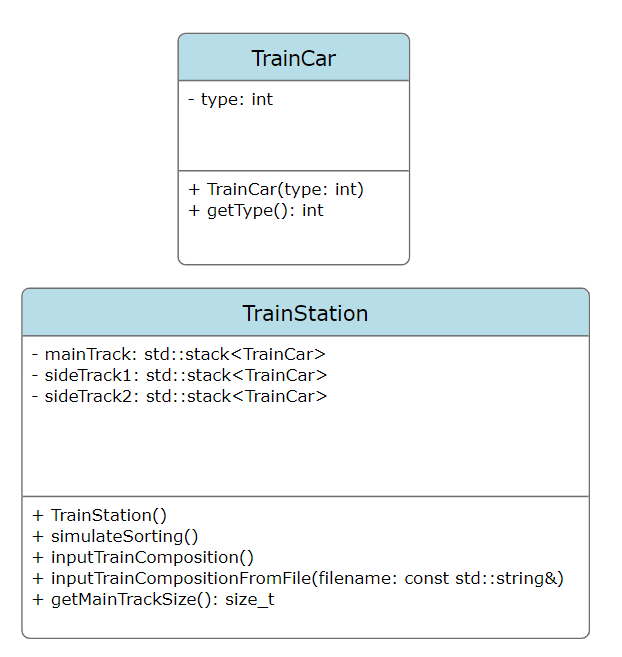 TrainCar
- type: int
+ TrainCar(type: int)
+ getType(): int
TrainStation
- mainTrack: std::stack<TrainCar>
- sideTrack1: std::stack<TrainCar>
- sideTrack2: std::stack<TrainCar>
+ TrainStation()
+ simulateSorting()
+ inputTrainComposition()
+ inputTrainCompositionFromFile(filename: const std::string&)
+ getMainTrackSize(): size_t